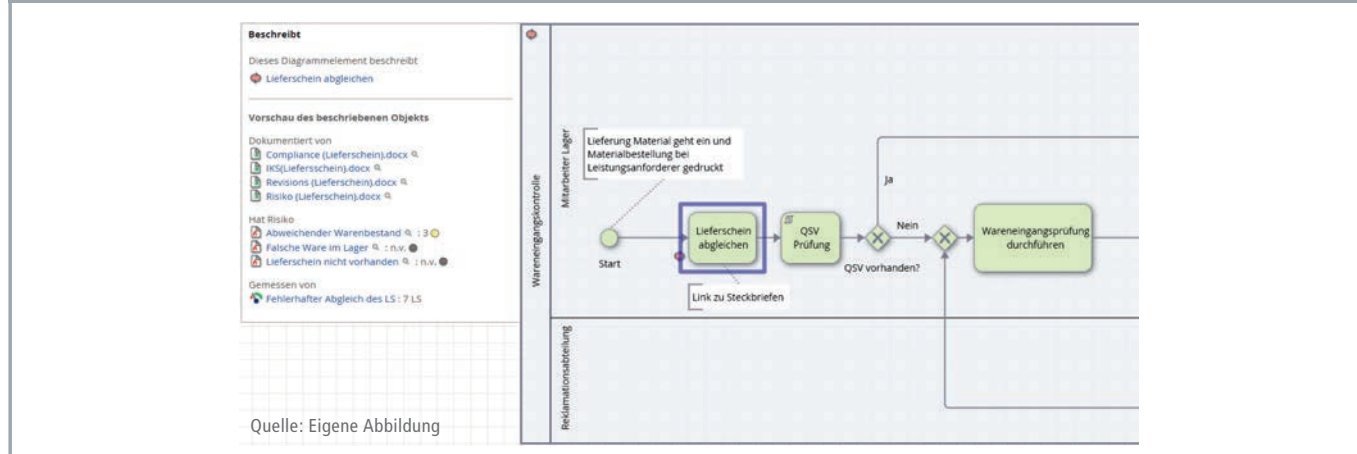 Beschreibt
Dieses Diagrammelement beschreibt
Lieferschein abgleichen
Vorschau des beschriebenen Objekts
Dokumentiert von
Compliance (Lieferschein).docx
IKS(Liefersschein).docx
Revisions (Lieferschein).docx
Risiko (Lieferschein).docx
Hat Risiko
Abweichender Warenbestand : 3
Falsche Ware im Lager : n.v.
Lieferschein nicht vorhanden : n.v.
Gemessen von
Fehlerhafter Abgleich des LS : 7 LS
Quelle: Eigene Abbildung
Wareneingangskontrolle
Mitarbeiter Lager
Lieferung Material geht ein und
Materialbestellung bei
Leistungsanforderer gedruckt
Start
Lieferschein
abgleichen
Link zu Steckbriefen
QSV
Prüfung
QSV vorhanden?
Ja
Nein
Wareneingangsprüfung
durchführen
Reklamationsabteilung